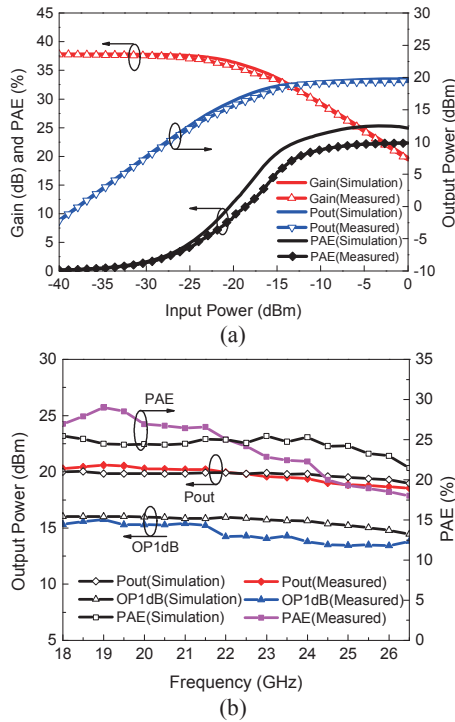 45
40
35
30
25
20
15
10
5
0
Gain (dB) and PAE (%)
30
25
20
15
10
5
0
-5
-10
Output Power (dBm)
Gain(Simulation)
Gain(Measured)
Pout(Simulation)
Pout(Measured)
PAE(Simulation)
PAE(Measured)
-40 -35 -30 -25 -20 -15 -10 -5 0
Input Power (dBm)
(a)
30
25
20
15
10
5
Output Power (dBm)
35
30
25
20
15
10
5
0
PAE (%)
PAE
Pout
OP1dB
Pout(Simulation) Pout(Measured)
OP1dB(Simulation) OP1dB(Measured)
PAE(Simulation) PAE(Measured)
18 19 20 21 22 23 24 25 26
Frequency (GHz)
(b)